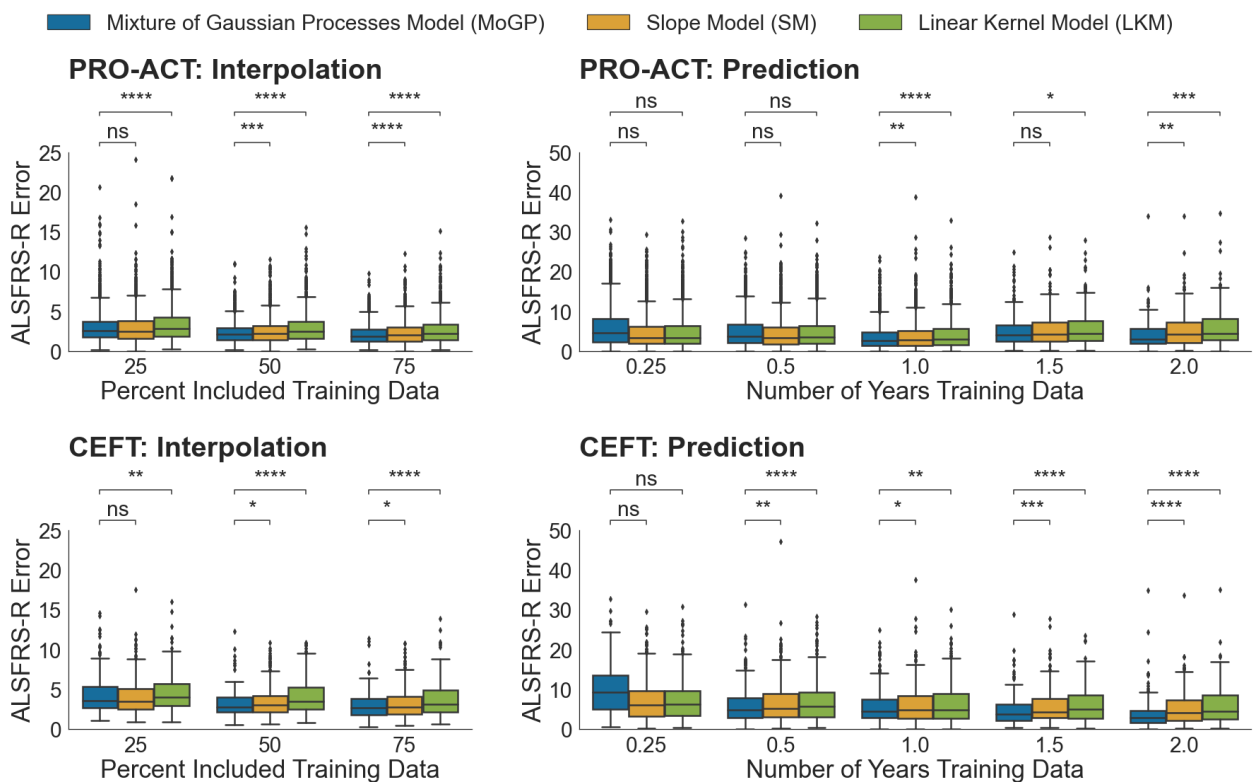 Mixture of Gaussian Processes Model (MoGP) Slope Model (SM) Linear Kernel Model (LKM)
PRO-ACT: Interpolation
**** **** ****
ns *** ****
25
20
15
10
5
0
ALSFRS-R Error
25 50 75
Percent Included Training Data
PRO-ACT: Prediction
ns ns **** * ***
ns ns ** ns **
50
40
30
20
10
0
ALSFRS-R Error
0.25 0.5 1.0 1.5 2.0
Number of Years Training Data
CEFT: Interpolation
** **** ****
ns * *
25
20
15
10
5
0
ALSFRS-R Error
25 50 75
Percent Included Training Data
CEFT: Prediction
ns **** ** **** ****
ns ** * *** ****
50
40
30
20
10
0
ALSFRS-R Error
0.25 0.5 1.0 1.5 2.0
Number of Years Training Data